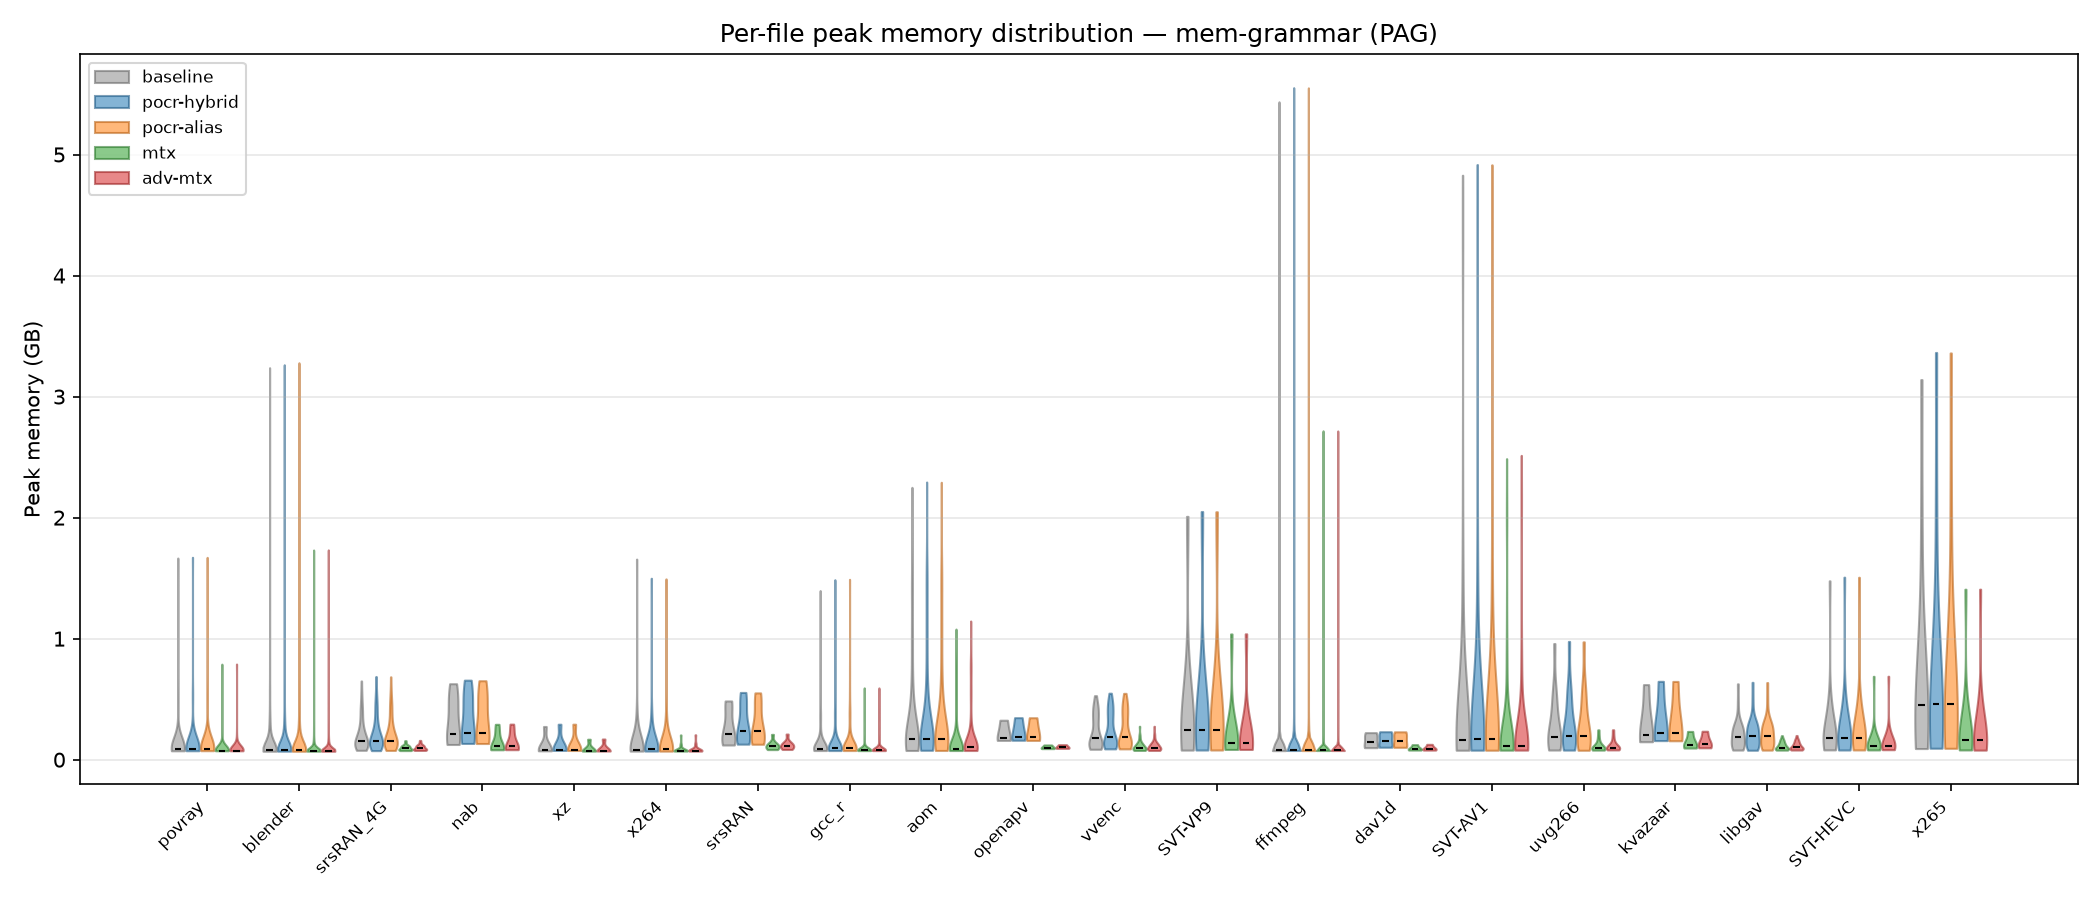 Per-file peak memory distribution — mem-grammar (PAG)
baseline
pocr-hybrid
pocr-alias
mtx
adv-mtx
Peak memory (GB)
5
4
3
2
1
0
povray
blender
srsRAN_4G
nab
xz
x264
srsRAN
gcc_r
aom
openapv
vvenc
SVT-VP9
ffmpeg
dav1d
SVT-AV1
uvg266
kvazaar
libgav
SVT-HEVC
x265